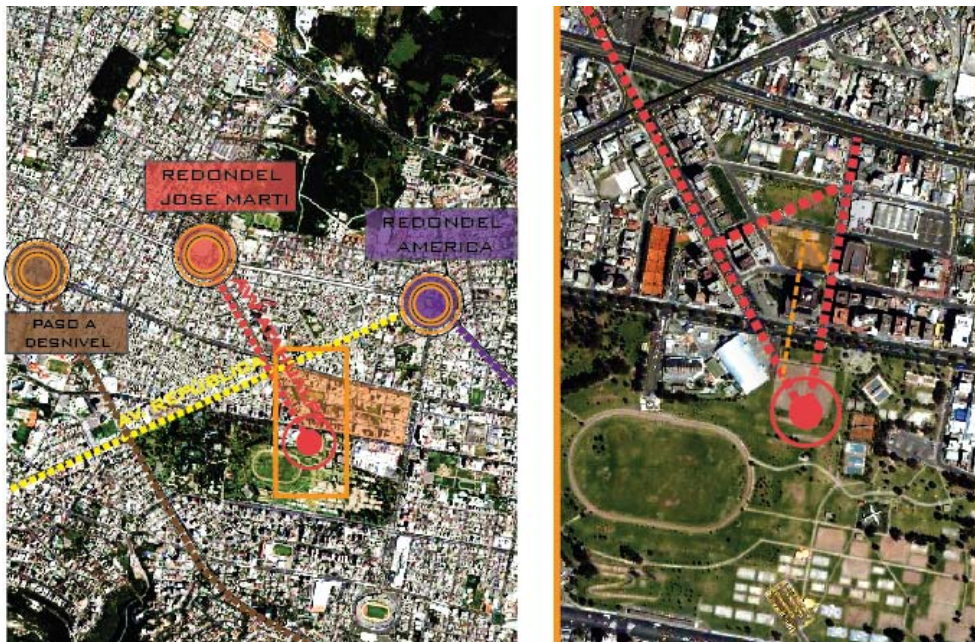 REDONDEL
JOSE MARTI
REDONDEL
AMERICA
PASO A
DESNIVEL
AV. REPUBLICA